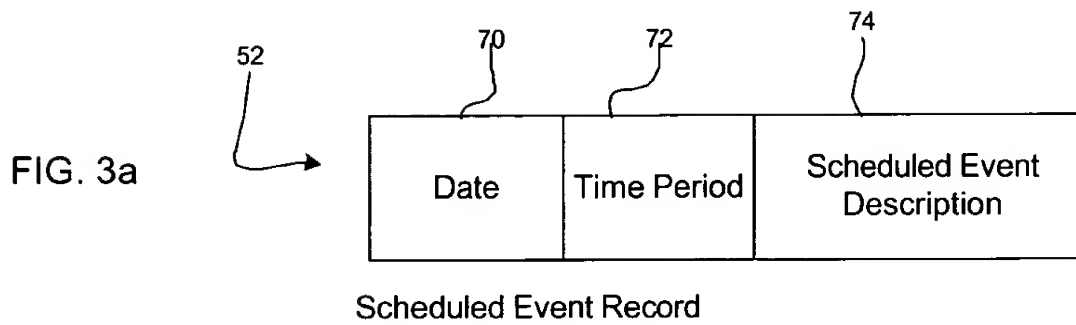 52
70
72
74
FIG. 3a
Date
Time Period
Scheduled Event
Description
Scheduled Event Record